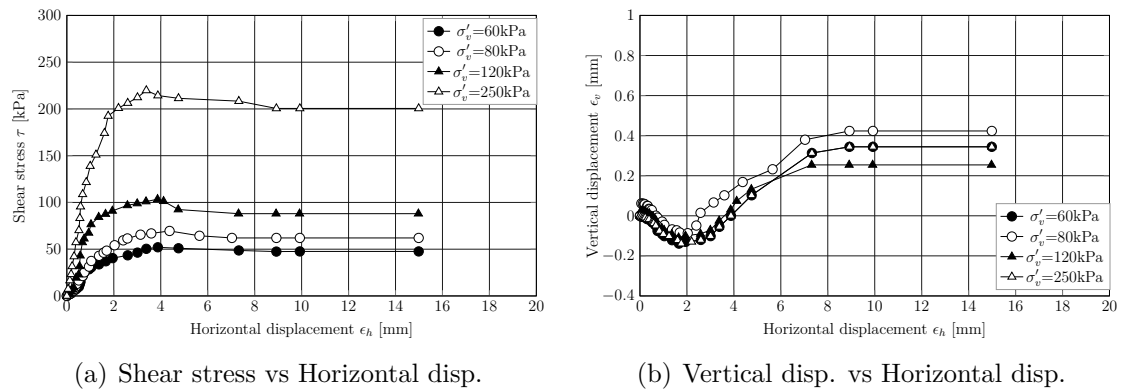 300
250
200
150
100
50
0
0 2 4 6 8 10 12 14 16 18 20
Shear stress τ [kPa]
Horizontal displacement ϵh [mm]
σ′v=60kPa
σ′v=80kPa
σ′v=120kPa
σ′v=250kPa
(a) Shear stress vs Horizontal disp.
1
0.8
0.6
0.4
0.2
0
−0.2
−0.4
0 2 4 6 8 10 12 14 16 18 20
Vertical displacement ϵv [mm]
Horizontal displacement ϵh [mm]
σ′v=60kPa
σ′v=80kPa
σ′v=120kPa
σ′v=250kPa
(b) Vertical disp. vs Horizontal disp.